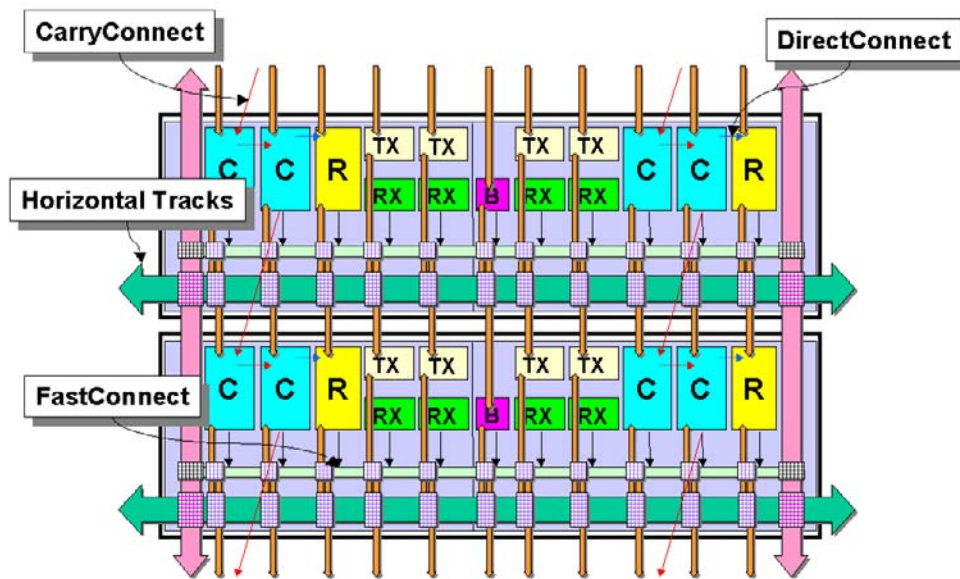 CarryConnect
DirectConnect
C C R TX TX TX TX C C R
RX RX B RX RX
Horizontal Tracks
C C R TX TX TX TX C C R
FastConnect
RX RX B RX RX